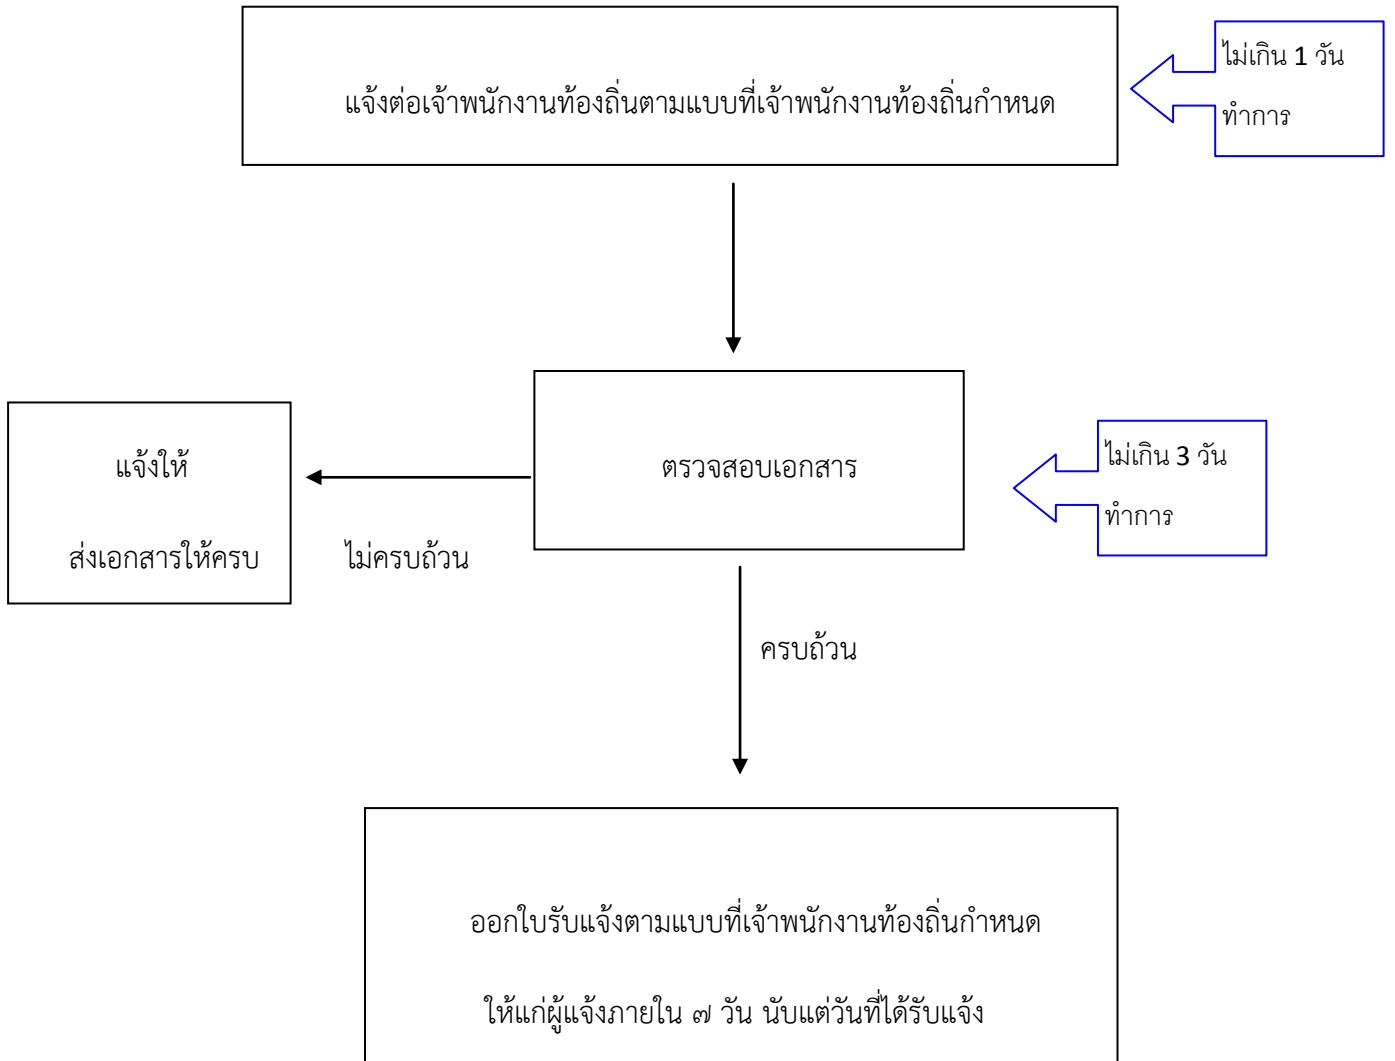 แจ้งต่อเจ้าพนักงานท้องถิ่นตามแบบที่เจ้าพนักงานท้องถิ่นกำหนด
ไม่เกิน 1 วัน
ทำการ
แจ้งให้
ส่งเอกสารให้ครบ
ไม่ครบถ้วน
ตรวจสอบเอกสาร
ไม่เกิน 3 วัน
ทำการ
ครบถ้วน
ออกใบรับแจ้งตามแบบที่เจ้าพนักงานท้องถิ่นกำหนด
ให้แก่ผู้แจ้งภายใน ๗ วัน นับแต่วันที่ได้รับแจ้ง